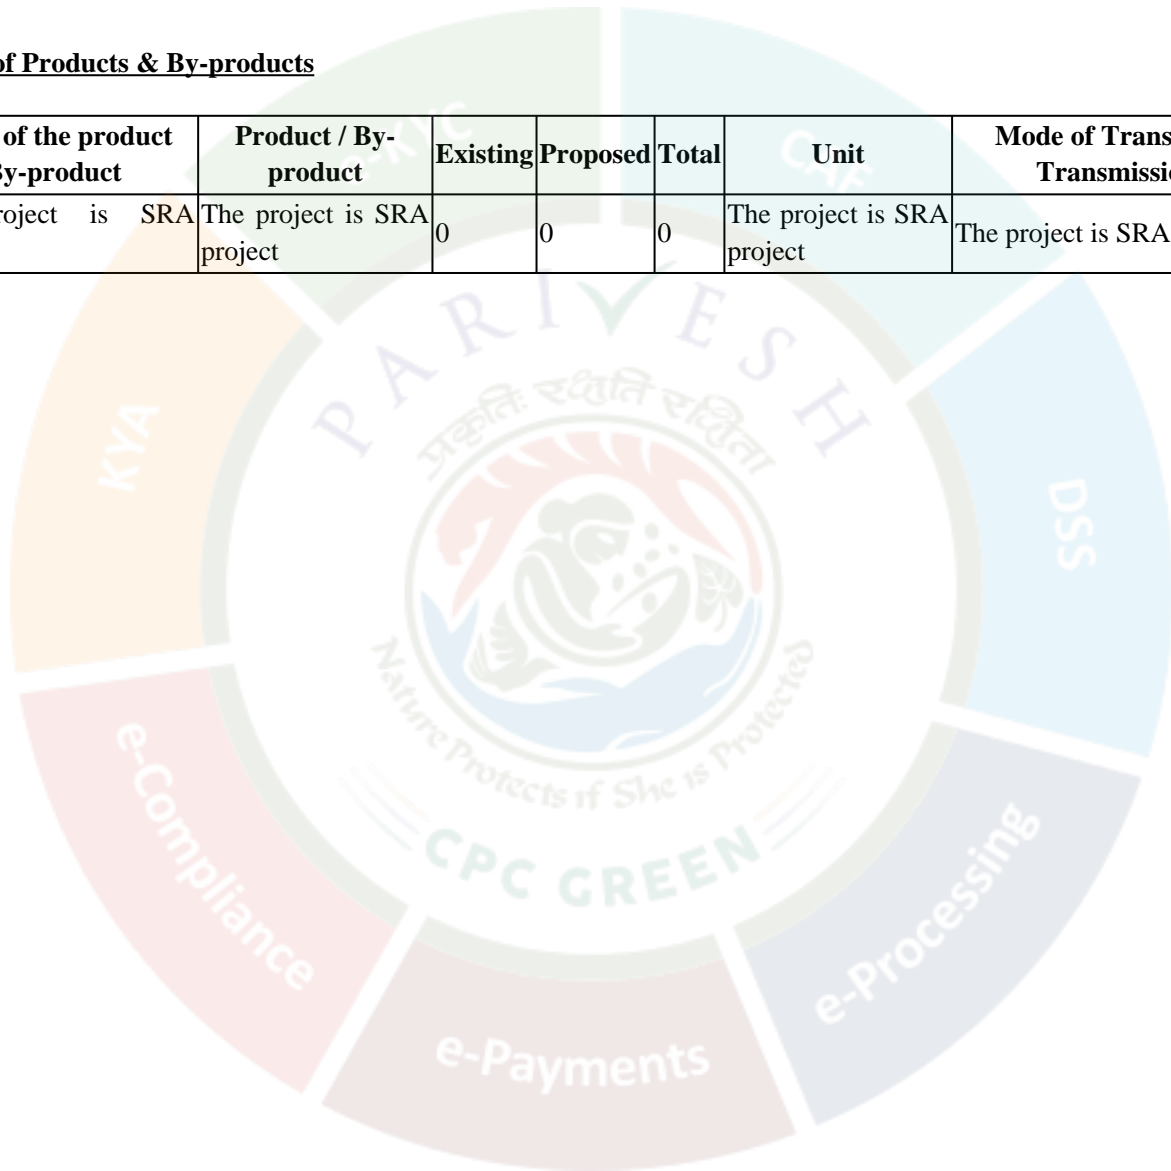 of Products & By-products
of the product
By-product
Product / By-
product
Existing
Proposed
Total
Unit
Mode of Trans
Transmissi
roject is SRA
The project is SRA
project
0
0
0
The project is SRA
project
The project is SRA
e-KYC
CAF
KYA
DSS
PARIVESH
प्रकृतिः रक्षति रक्षिता
Nature Protects if She is Protected
CPC GREEN
e-Compliance
e-Processing
e-Payments